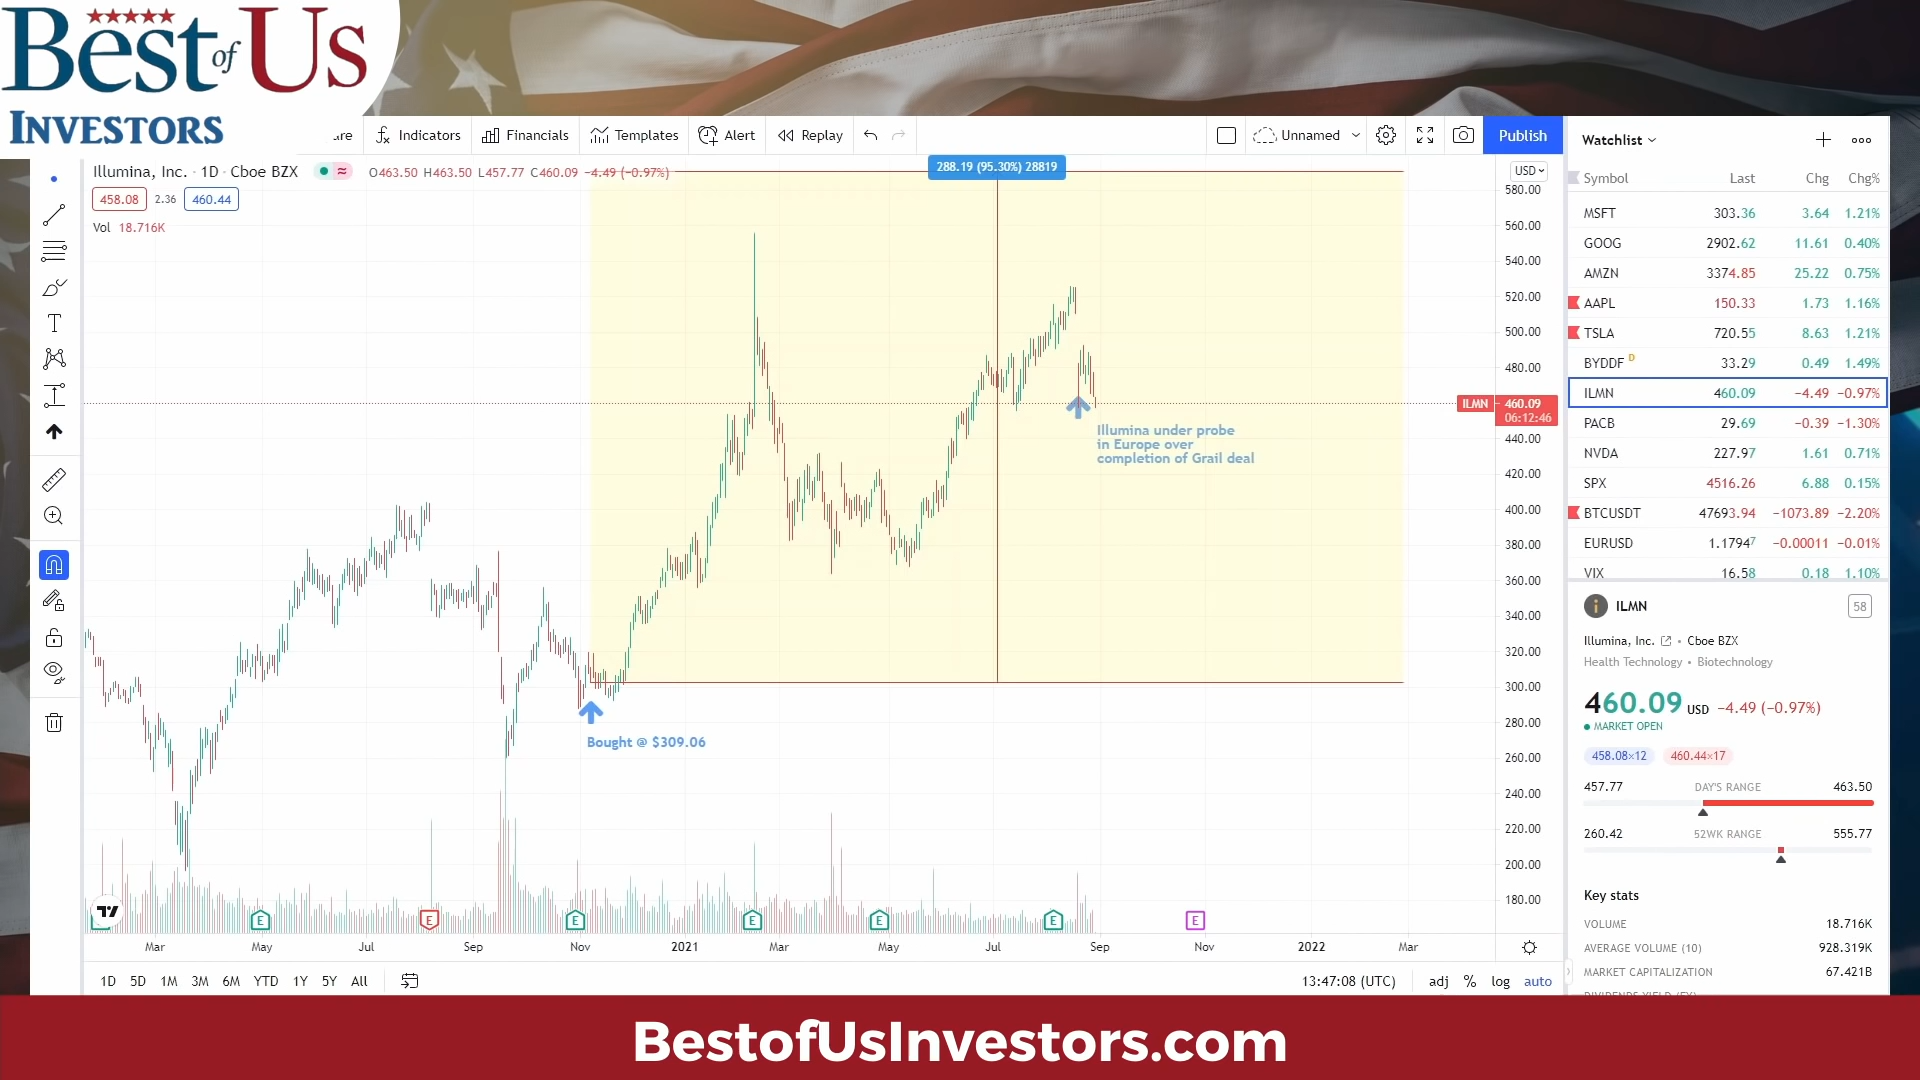 ★★★★★
Best of Us
INVESTORS
are
Indicators
Financials
Templates
Alert
Replay
Unnamed
Publish
Illumina, Inc. · 1D · Cboe BZX
O463.50 H463.50 L457.77 C460.09 −4.49 (−0.97%)
458.08 2.36 460.44
Vol 18.716K
288.19 (95.30%) 28819
USD
580.00
560.00
540.00
520.00
500.00
480.00
ILMN 460.09
06:12:46
440.00
420.00
400.00
380.00
360.00
340.00
320.00
300.00
280.00
260.00
240.00
220.00
200.00
180.00
Illumina under probe
in Europe over
completion of Grail deal
Bought @ $309.06
E E E E E E E
Mar May Jul Sep Nov 2021 Mar May Jul Sep Nov 2022 Mar
1D 5D 1M 3M 6M YTD 1Y 5Y All
13:47:08 (UTC) adj % log auto
Watchlist
Symbol Last Chg Chg%
MSFT 303.36 3.64 1.21%
GOOG 2902.62 11.61 0.40%
AMZN 3374.85 25.22 0.75%
AAPL 150.33 1.73 1.16%
TSLA 720.55 8.63 1.21%
BYDDF D 33.29 0.49 1.49%
ILMN 460.09 −4.49 −0.97%
PACB 29.69 −0.39 −1.30%
NVDA 227.97 1.61 0.71%
SPX 4516.26 6.88 0.15%
BTCUSDT 47693.94 −1073.89 −2.20%
EURUSD 1.17947 −0.00011 −0.01%
VIX 16.58 0.18 1.10%
ILMN 58
Illumina, Inc. • Cboe BZX
Health Technology • Biotechnology
460.09 USD −4.49 (−0.97%)
MARKET OPEN
458.08×12 460.44×17
457.77 DAY'S RANGE 463.50
260.42 52WK RANGE 555.77
Key stats
VOLUME 18.716K
AVERAGE VOLUME (10) 928.319K
MARKET CAPITALIZATION 67.421B
BestofUsInvestors.com